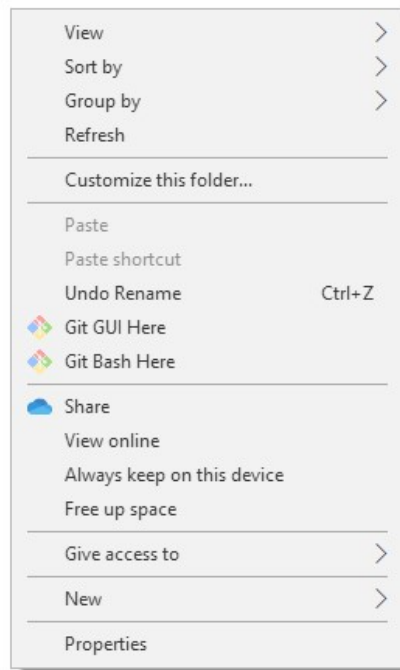 View
Sort by
Group by
Refresh
Customize this folder...
Paste
Paste shortcut
Undo Rename Ctrl+Z
Git GUI Here
Git Bash Here
Share
View online
Always keep on this device
Free up space
Give access to
New
Properties